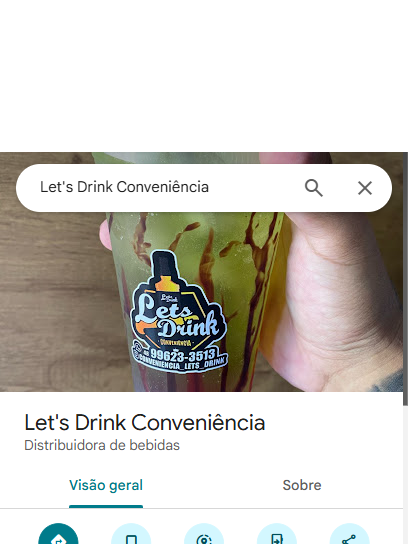 Let's Drink Conveniência
Lets
Drink
CONVENIÊNCIA
99623-3513
CONVENIENCIA_LETS_DRINK
Let's Drink Conveniência
Distribuidora de bebidas
Visão geral
Sobre